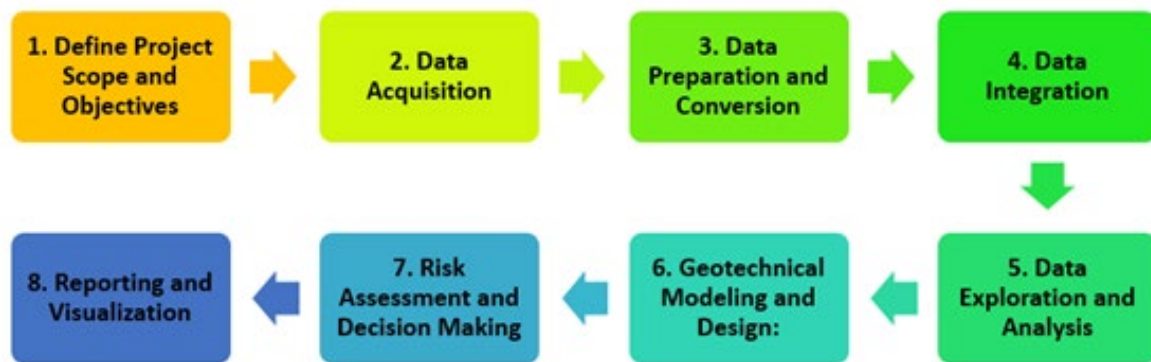 1. Define Project
Scope and
Objectives
2. Data
Acquisition
3. Data
Preparation and
Conversion
4. Data
Integration
5. Data
Exploration and
Analysis
6. Geotechnical
Modeling and
Design:
7. Risk
Assessment and
Decision Making
8. Reporting and
Visualization